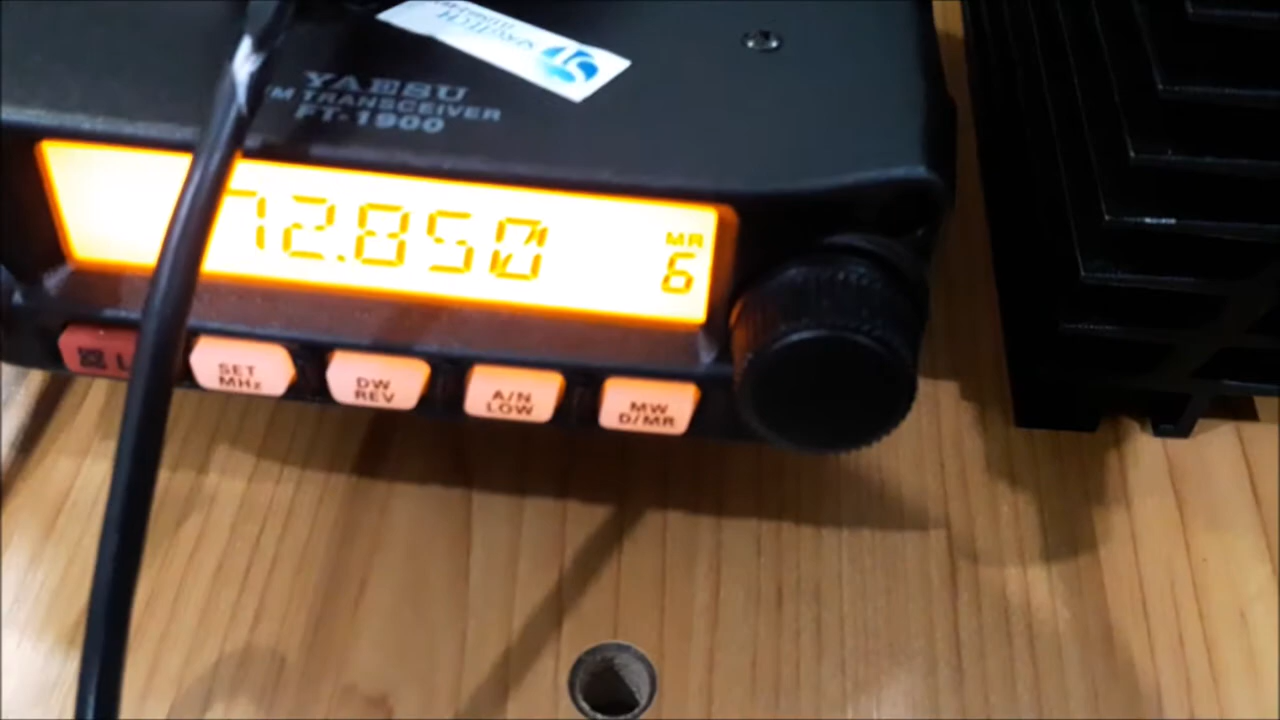 YAESU
M TRANSCEIVER
FT-1900
72.850
MR
6
L
SET
MHz
DW
REV
A/N
LOW
MW
D/MR